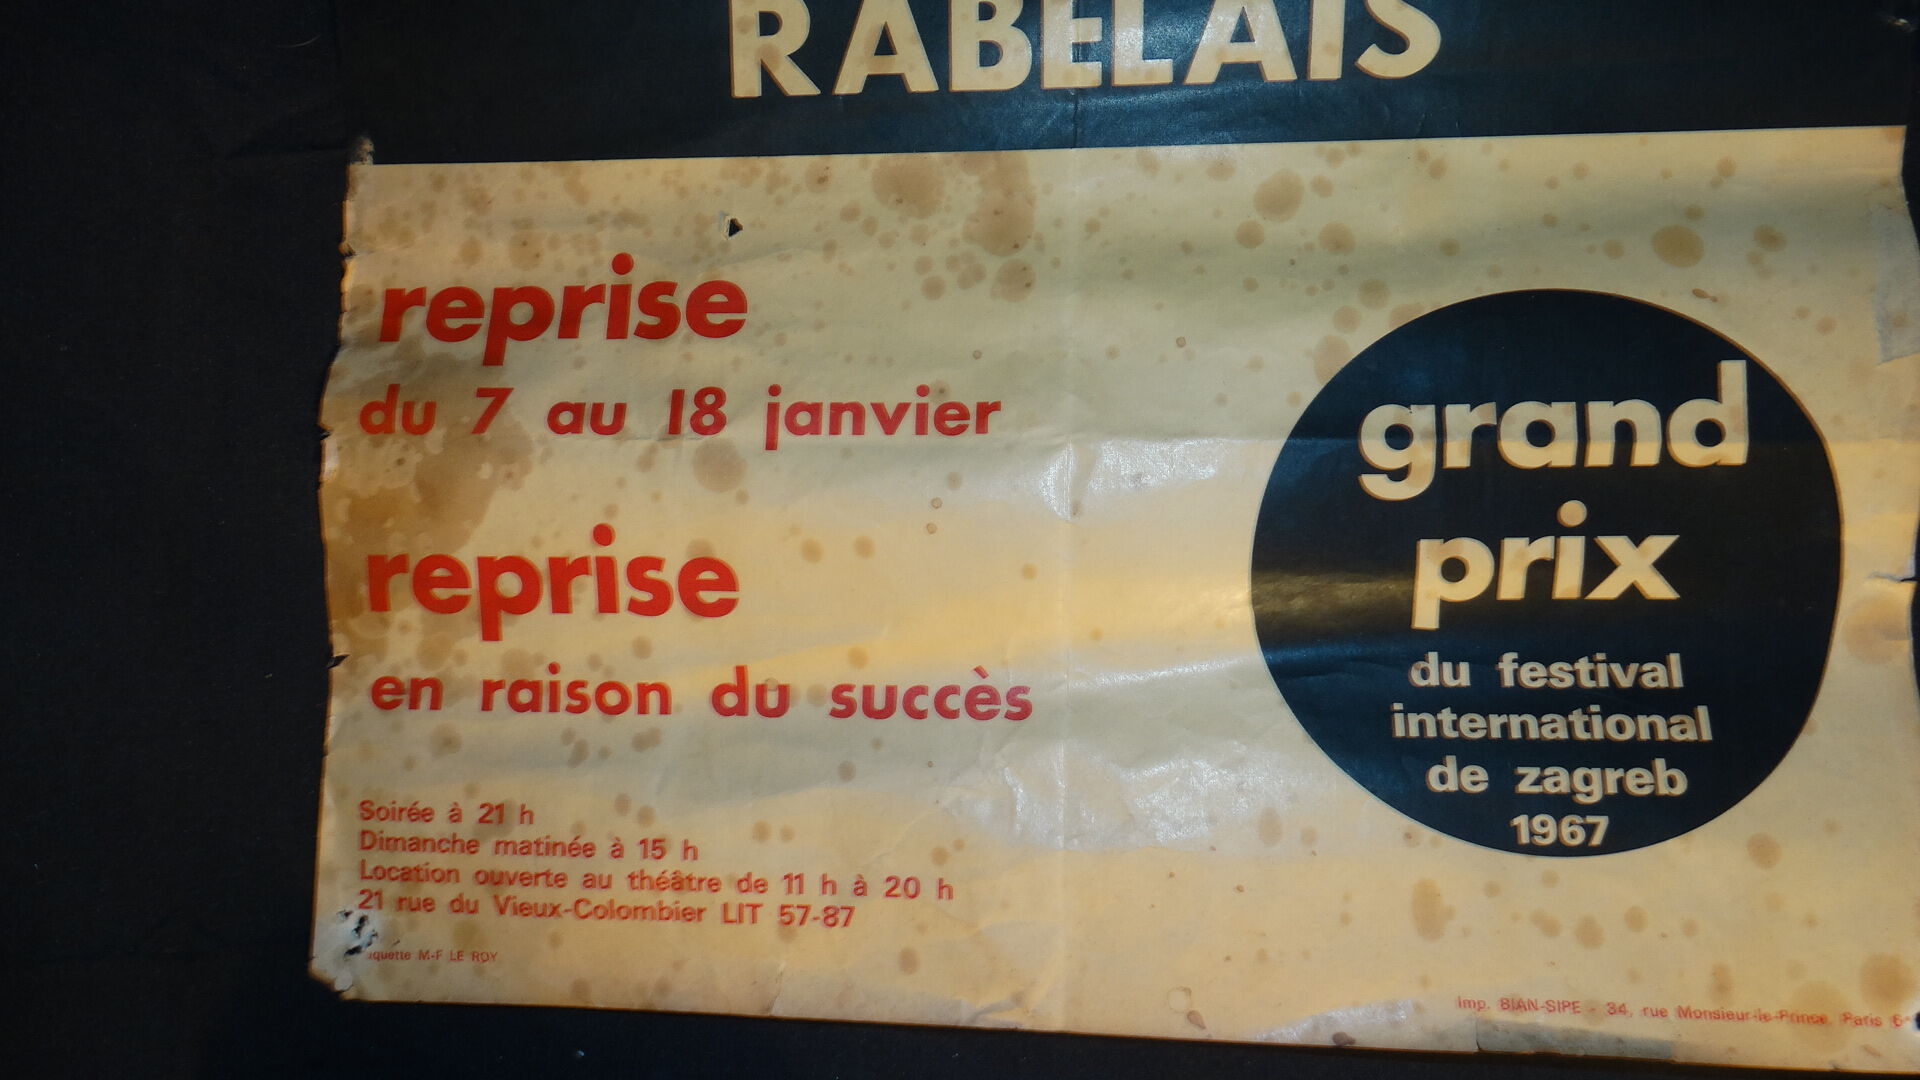 RABELAIS
reprise
du 7 au 18 janvier
reprise
en raison du succès
grand
prix
du festival
international
de zagreb
1967
Soirée à 21 h
Dimanche matinée à 15 h
Location ouverte au théâtre de 11 h à 20 h
21 rue du Vieux-Colombier LIT 57-87
M-F LE ROY
Imp. BIAN-SIPE - 34, rue Monsieur-le-Prince, Paris 6e